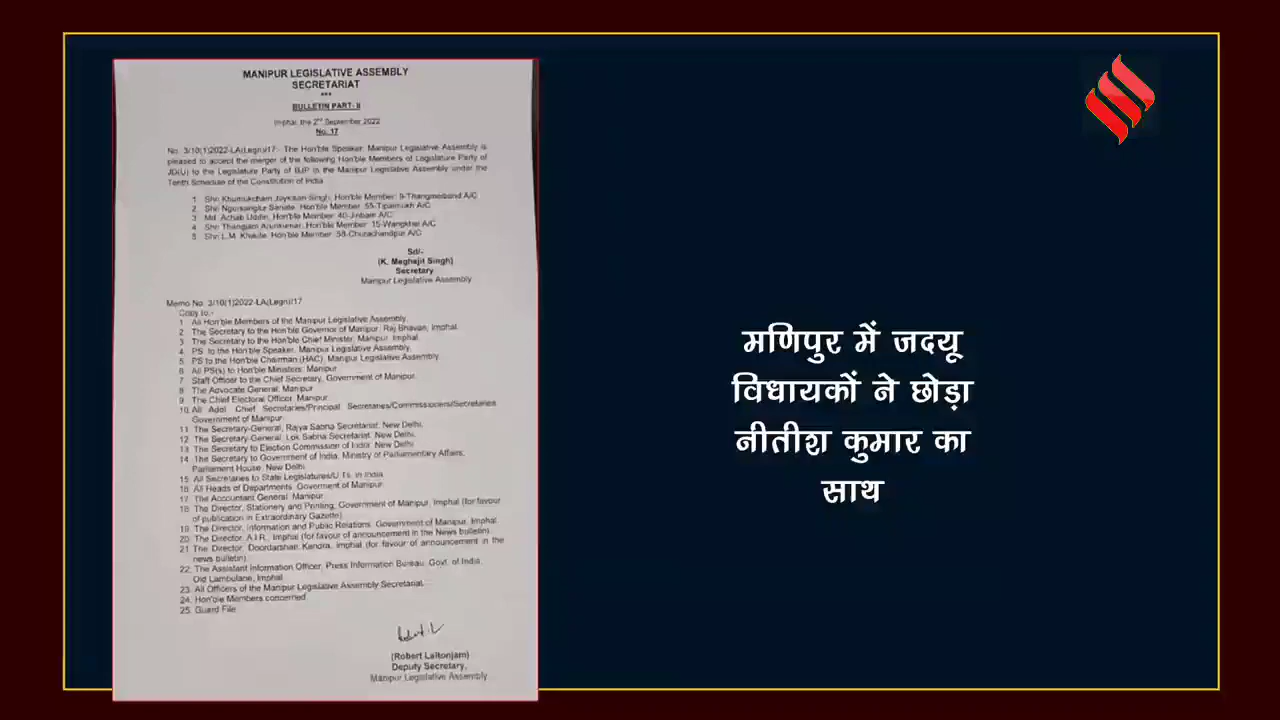 MANIPUR LEGISLATIVE ASSEMBLY
SECRETARIAT
***
BULLETIN PART- II
Imphal, the 2nd September 2022
No. 17
No. 3/10(1)2022-LA(Legn)/17: The Hon'ble Speaker, Manipur Legislative Assembly is
pleased to accept the merger of the following Hon'ble Members of Legislature Party of
JD(U) to the Legislature Party of BJP in the Manipur Legislative Assembly under the
Tenth Schedule of the Constitution of India.
1. Shri Khumukcham Joykisan Singh, Hon'ble Member: 9-Thangmeiband A/C
2. Shri Ngursanglur Sanate, Hon'ble Member: 55-Tipaimukh A/C
3. Md. Achab Uddin, Hon'ble Member: 40-Jiribam A/C
4. Shri Thangjam Arunkumar, Hon'ble Member: 15-Wangkhei A/C
5. Shri L.M. Khaute, Hon'ble Member: 58-Churachandpur A/C
Sd/-
(K. Meghajit Singh)
Secretary
Manipur Legislative Assembly
Memo No. 3/10(1)2022-LA(Legn)/17
Copy to:-
1. All Hon'ble Members of the Manipur Legislative Assembly.
2. The Secretary to the Hon'ble Governor of Manipur, Raj Bhavan, Imphal.
3. The Secretary to the Hon'ble Chief Minister, Manipur, Imphal.
4. PS to the Hon'ble Speaker, Manipur Legislative Assembly.
5. PS to the Hon'ble Chairman (HAC), Manipur Legislative Assembly.
6. All PS(s) to Hon'ble Ministers, Manipur
7. Staff Officer to the Chief Secretary, Government of Manipur.
8. The Advocate General, Manipur
9. The Chief Electoral Officer, Manipur
10. All Addl. Chief Secretaries/Principal Secretaries/Commissioners/Secretaries
Government of Manipur
11. The Secretary-General, Rajya Sabha Secretariat, New Delhi.
12. The Secretary-General, Lok Sabha Secretariat, New Delhi.
13. The Secretary to Election Commission of India, New Delhi
14. The Secretary to Government of India, Ministry of Parliamentary Affairs,
Parliament House, New Delhi
15. All Secretaries to State Legislatures/U.Ts. in India
16. All Heads of Departments, Goverment of Manipur
17. The Accountant General, Manipur
18. The Director, Stationery and Printing, Government of Manipur, Imphal (for favour
of publication in Extraordinary Gazette)
19. The Director, Information and Public Relations, Government of Manipur, Imphal
20. The Director, A.I.R., Imphal (for favour of announcement in the News bulletin).
21. The Director, Doordarshan Kendra, Imphal (for favour of announcement in the
news bulletin)
22. The Assistant Information Officer, Press Information Bureau, Govt. of India,
Old Lambulane, Imphal
23. All Officers of the Manipur Legislative Assembly Secretariat.
24. Hon'ble Members concerned
25. Guard File
(Robert Laitonjam)
Deputy Secretary,
Manipur Legislative Assembly
मणिपुर में जदयू
विधायकों ने छोड़ा
नीतीश कुमार का
साथ